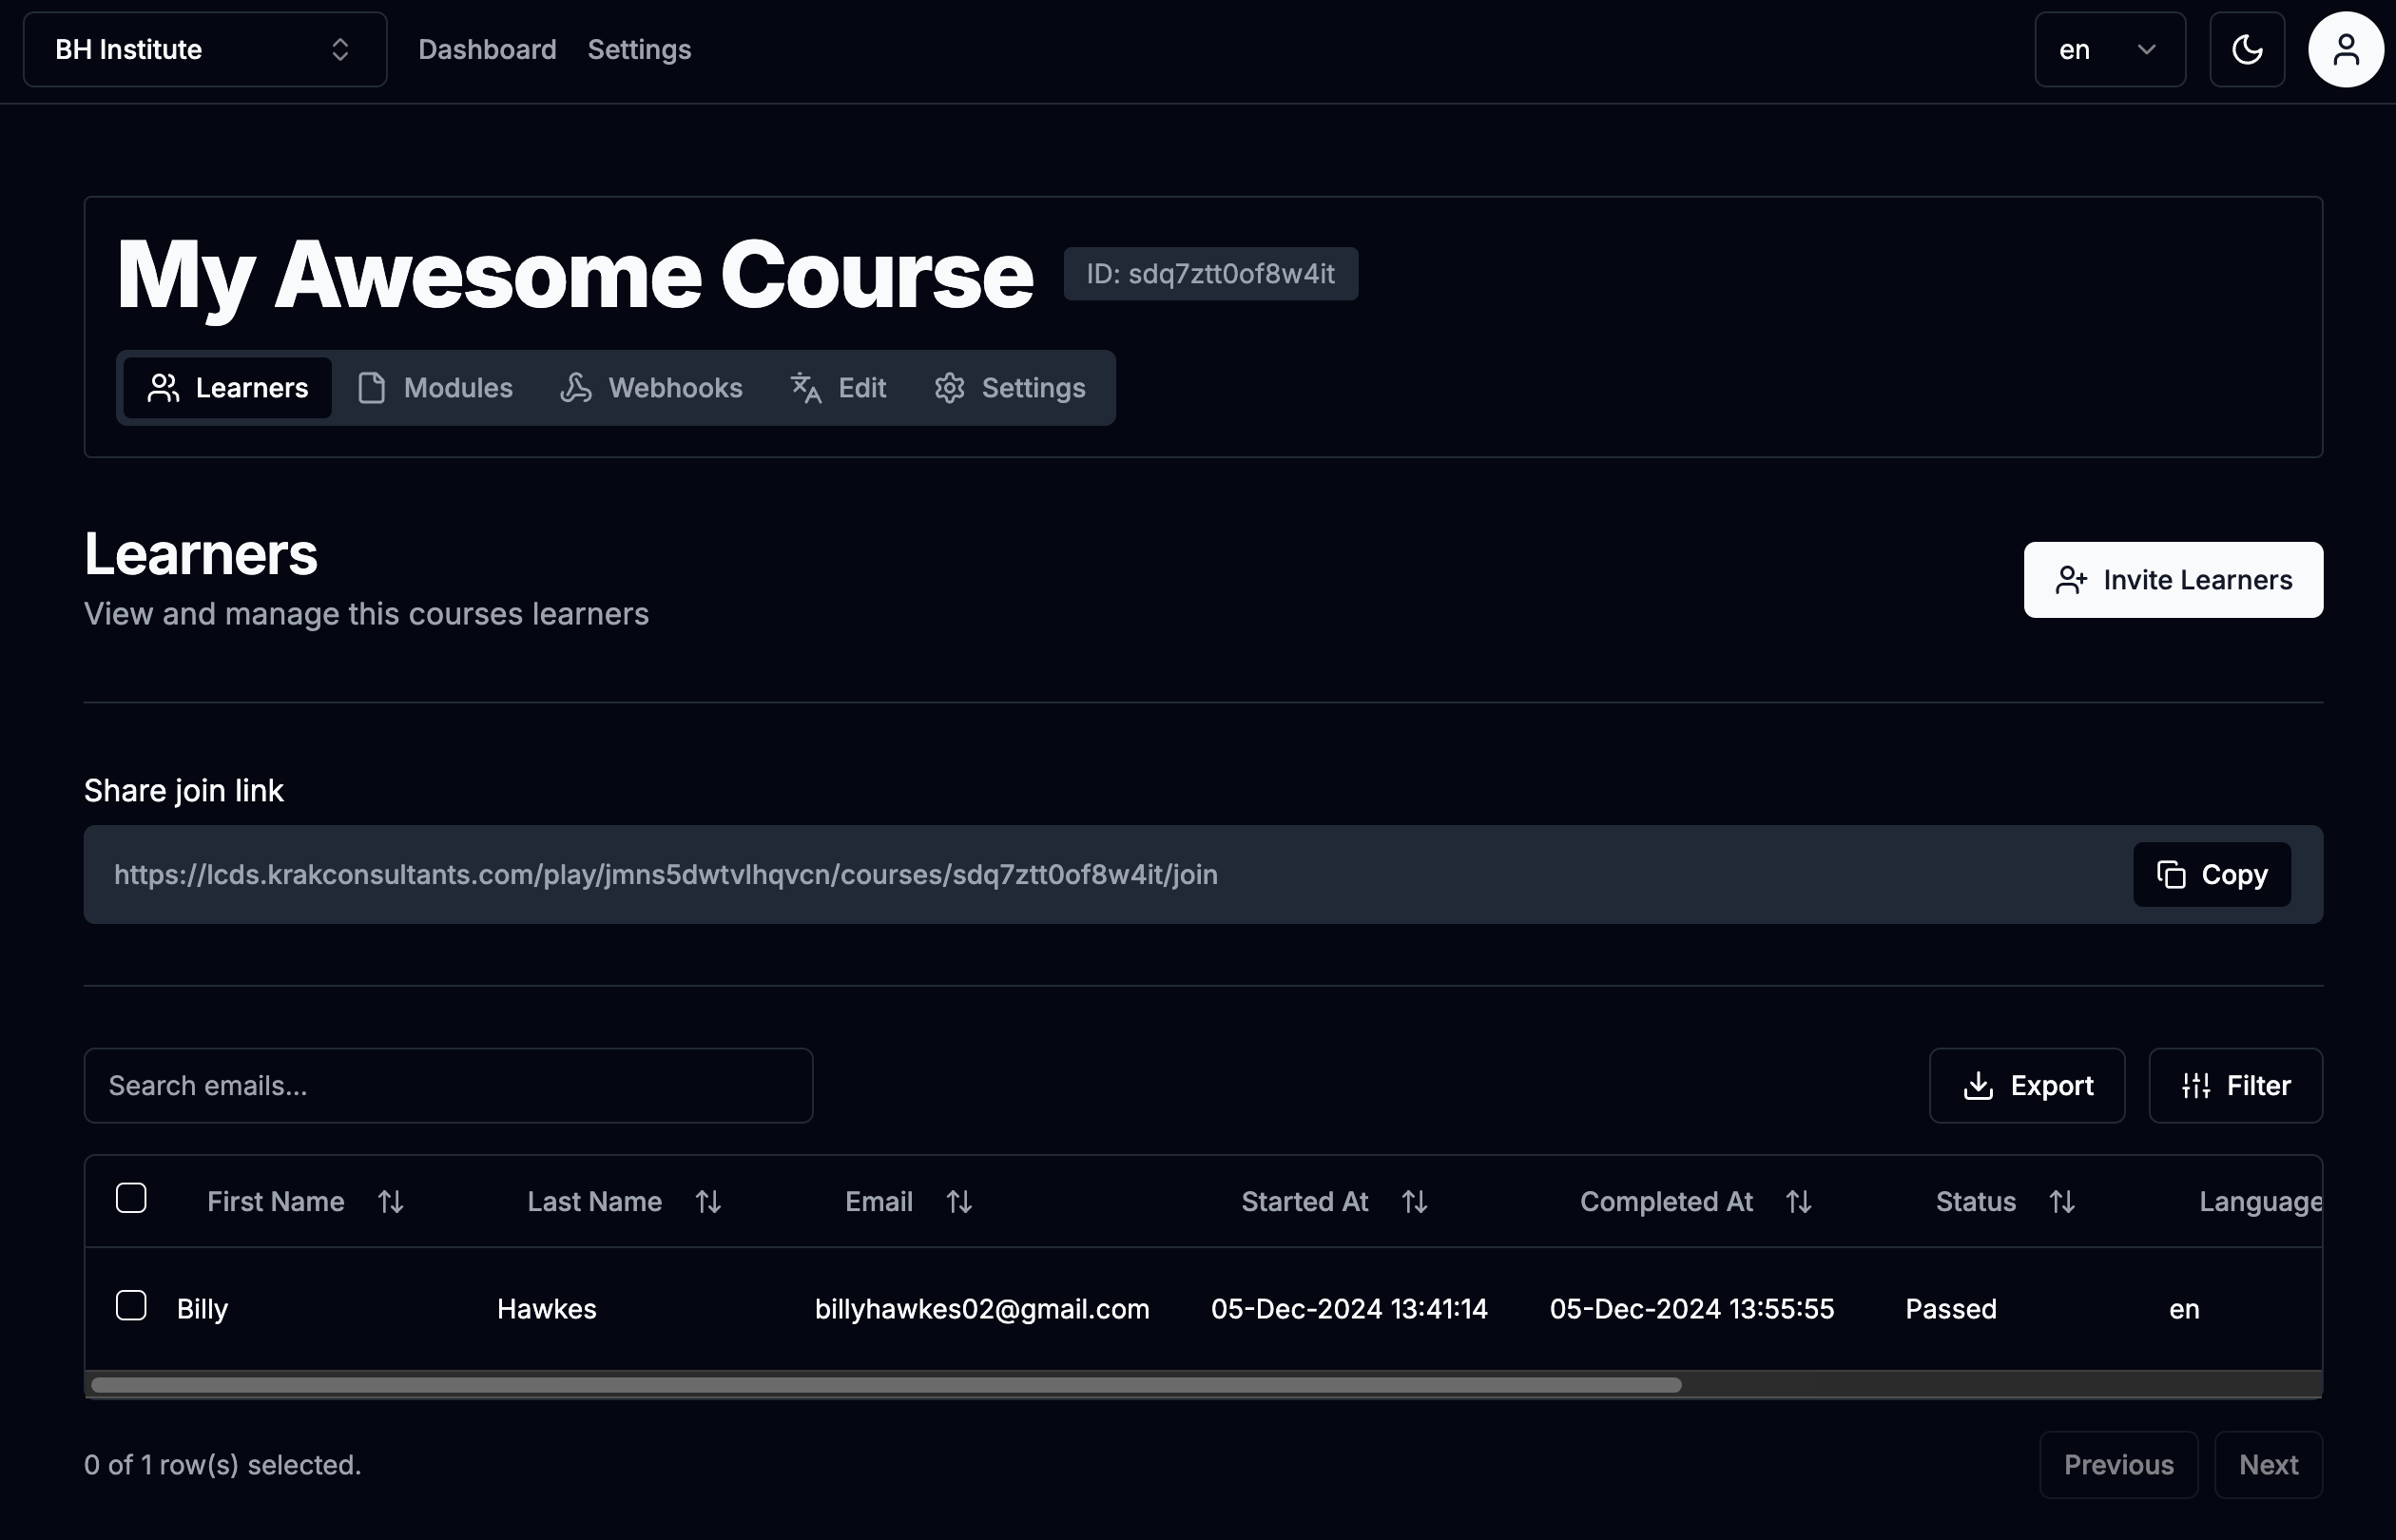 BH Institute Dashboard Settings en
My Awesome Course ID: sdq7ztt0of8w4it
Learners Modules Webhooks Edit Settings
Learners
View and manage this courses learners
Invite Learners
Share join link
https://lcds.krakconsultants.com/play/jmns5dwtvlhqvcn/courses/sdq7ztt0of8w4it/join Copy
Search emails... Export Filter
First Name Last Name Email Started At Completed At Status Language
Billy Hawkes billyhawkes02@gmail.com 05-Dec-2024 13:41:14 05-Dec-2024 13:55:55 Passed en
0 of 1 row(s) selected. Previous Next